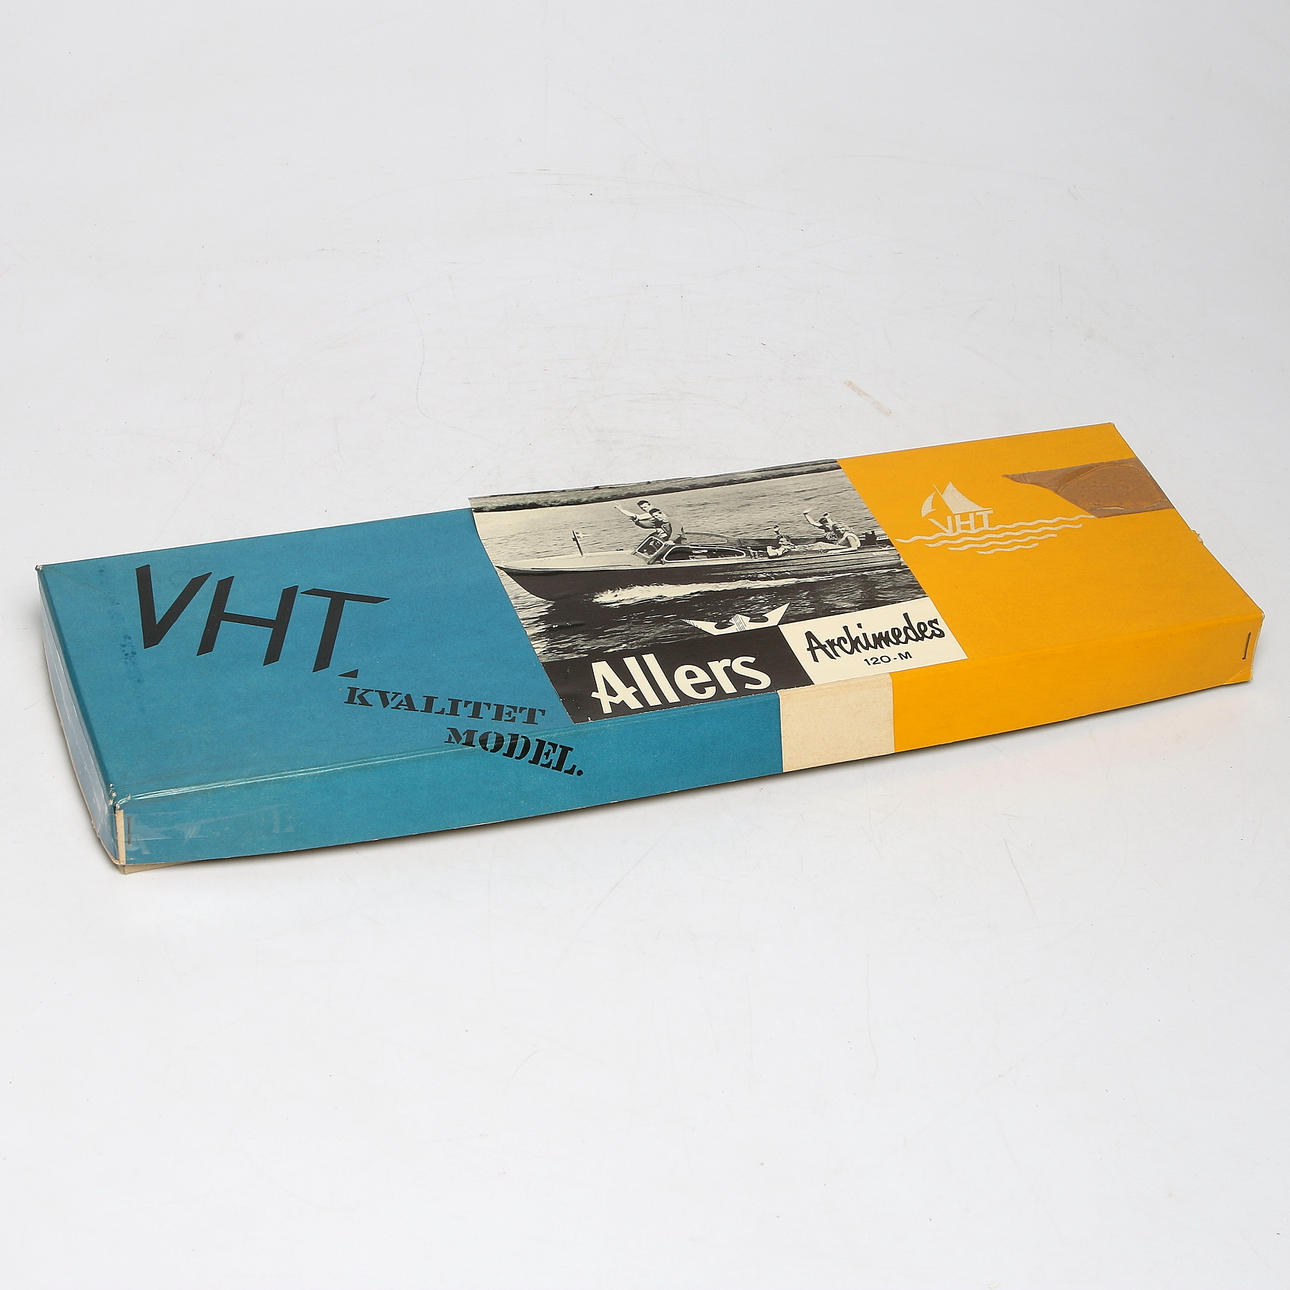 VHT.
KVALITET
MODEL.
Allers
Archimedes
120-M
VHT